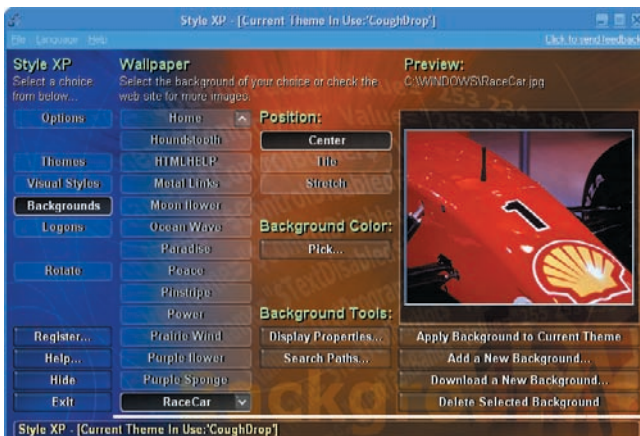 Style XP - [Current Theme In Use:'CoughDrop']
File Language Help
Click to send feedback
Style XP
Select a choice
from below...
Options
Themes
Visual Styles
Backgrounds
Logons
Rotate
Register...
Help...
Hide
Exit
Wallpaper
Select the background of your choice or check the
web site for more images.
Home
Houndstooth
HTMLHELP
Metal Links
Moon flower
Ocean Wave
Paradise
Peace
Pinstripe
Power
Prairie Wind
Purple flower
Purple Sponge
RaceCar
Position:
Center
Tile
Stretch
Background Color:
Pick...
Background Tools:
Display Properties...
Search Paths...
Preview:
C:\WINDOWS\RaceCar.jpg
1
Apply Background to Current Theme
Add a New Background...
Download a New Background...
Delete Selected Background
Style XP - [Current Theme In Use:'CoughDrop']